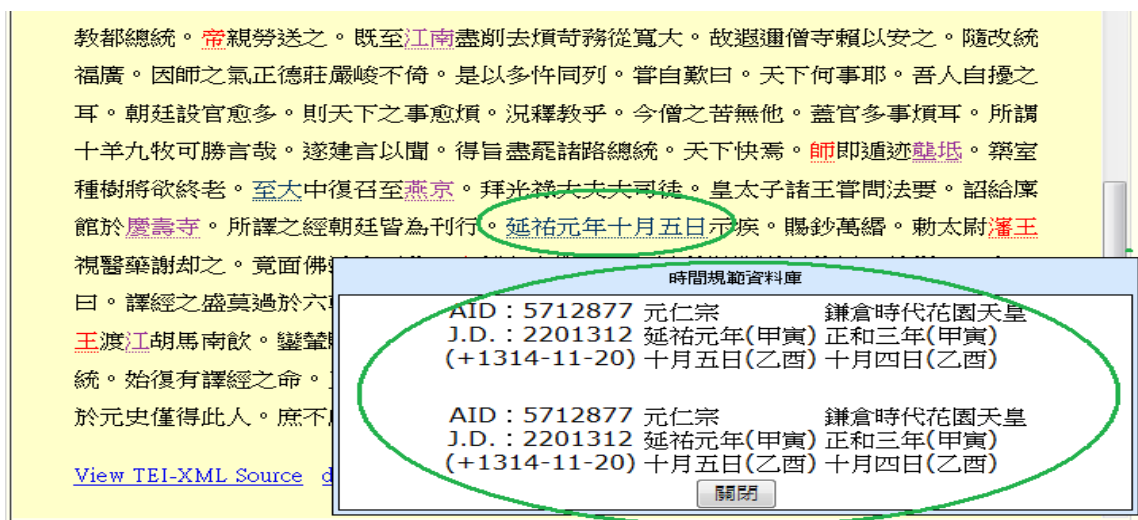 教都總統。帝親勞送之。既至江南盡削去煩苛務從寬大。故遐邇僧寺賴以安之。隨改統
福廣。因師之氣正德莊嚴峻不倚。是以多忤同列。甞自歎曰。天下何事耶。吾人自擾之
耳。朝廷設官愈多。則天下之事愈煩。況釋教乎。今僧之苦無他。蓋官多事煩耳。所謂
十羊九牧可勝言哉。遂建言以聞。得旨盡罷諸路總統。天下快焉。師即遁迹壟坻。築室
種樹將欲終老。至大中復召至燕京。拜光祿大夫大司徒。皇太子諸王甞問法要。詔給廩
館於慶壽寺。所譯之經朝廷皆為刊行。延祐元年十月五日示疾。賜鈔萬緡。勅太尉瀋王
視醫藥謝却之。竟面佛
曰。譯經之盛莫過於六
王渡江胡馬南飲。
統。始復有譯經之命。
於元史僅得此人。庶不
View TEI-XML Source d
時間規範資料庫
AID：5712877 元仁宗 鎌倉時代花園天皇
J.D.：2201312 延祐元年(甲寅) 正和三年(甲寅)
(+1314-11-20) 十月五日(乙酉) 十月四日(乙酉)
AID：5712877 元仁宗 鎌倉時代花園天皇
J.D.：2201312 延祐元年(甲寅) 正和三年(甲寅)
(+1314-11-20) 十月五日(乙酉) 十月四日(乙酉)
關閉